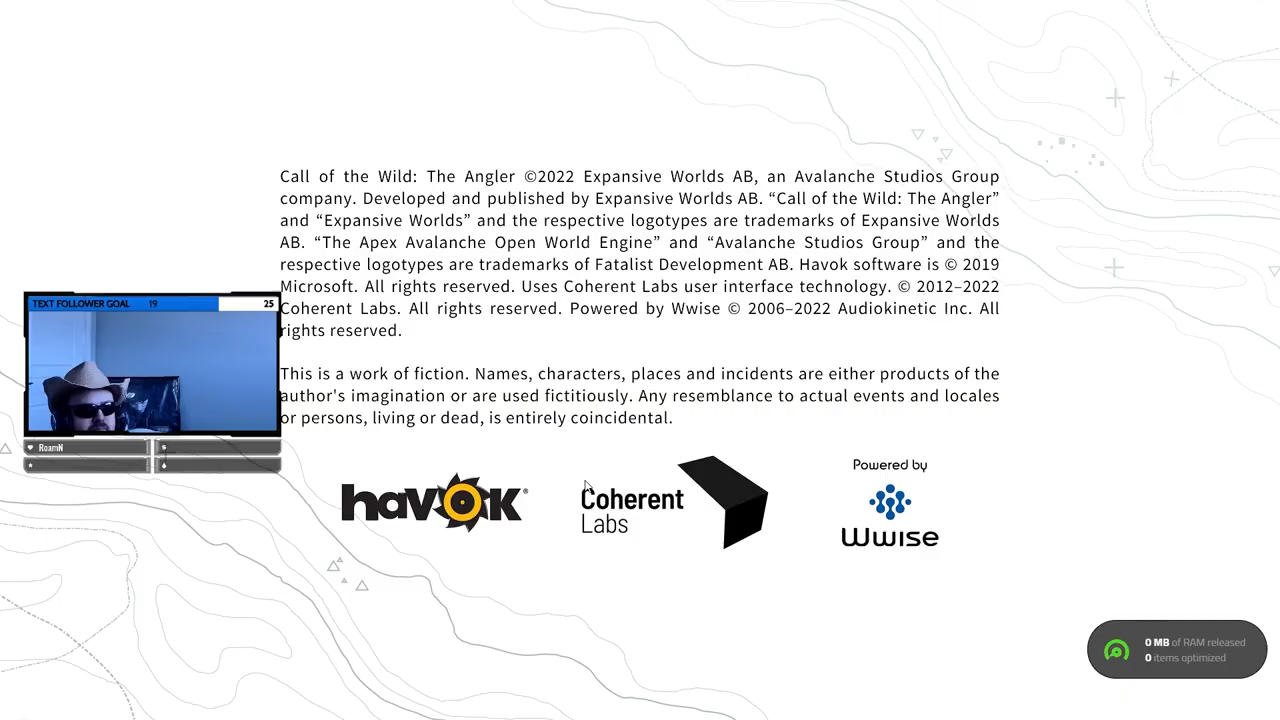 Call of the Wild: The Angler ©2022 Expansive Worlds AB, an Avalanche Studios Group
company. Developed and published by Expansive Worlds AB. “Call of the Wild: The Angler”
and “Expansive Worlds” and the respective logotypes are trademarks of Expansive Worlds
AB. “The Apex Avalanche Open World Engine” and “Avalanche Studios Group” and the
respective logotypes are trademarks of Fatalist Development AB. Havok software is © 2019
Microsoft. All rights reserved. Uses Coherent Labs user interface technology. © 2012–2022
Coherent Labs. All rights reserved. Powered by Wwise © 2006–2022 Audiokinetic Inc. All
rights reserved.
This is a work of fiction. Names, characters, places and incidents are either products of the
author's imagination or are used fictitiously. Any resemblance to actual events and locales
or persons, living or dead, is entirely coincidental.
TEXT FOLLOWER GOAL 19 25
RoamN
havok®
Coherent
Labs
Powered by
Wwise
0 MB of RAM released
0 items optimized